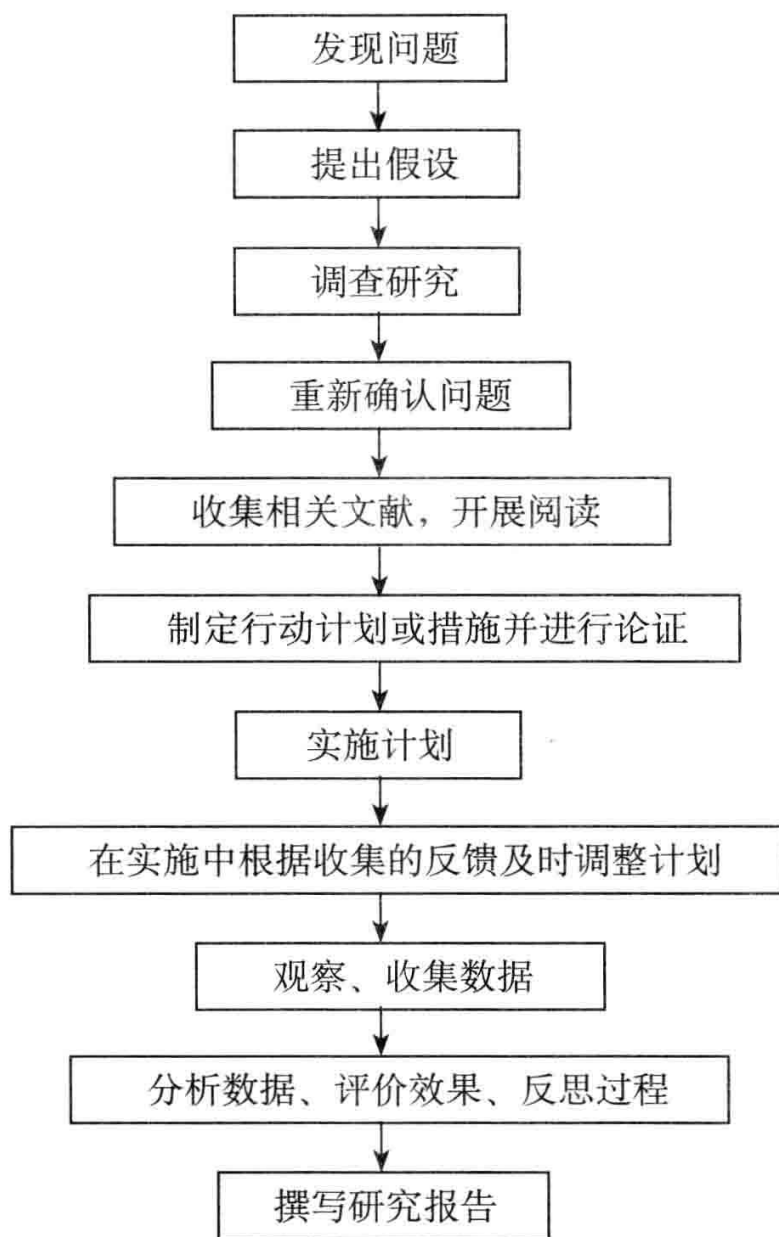 发现问题
提出假设
调查研究
重新确认问题
收集相关文献，开展阅读
制定行动计划或措施并进行论证
实施计划
在实施中根据收集的反馈及时调整计划
观察、收集数据
分析数据、评价效果、反思过程
撰写研究报告